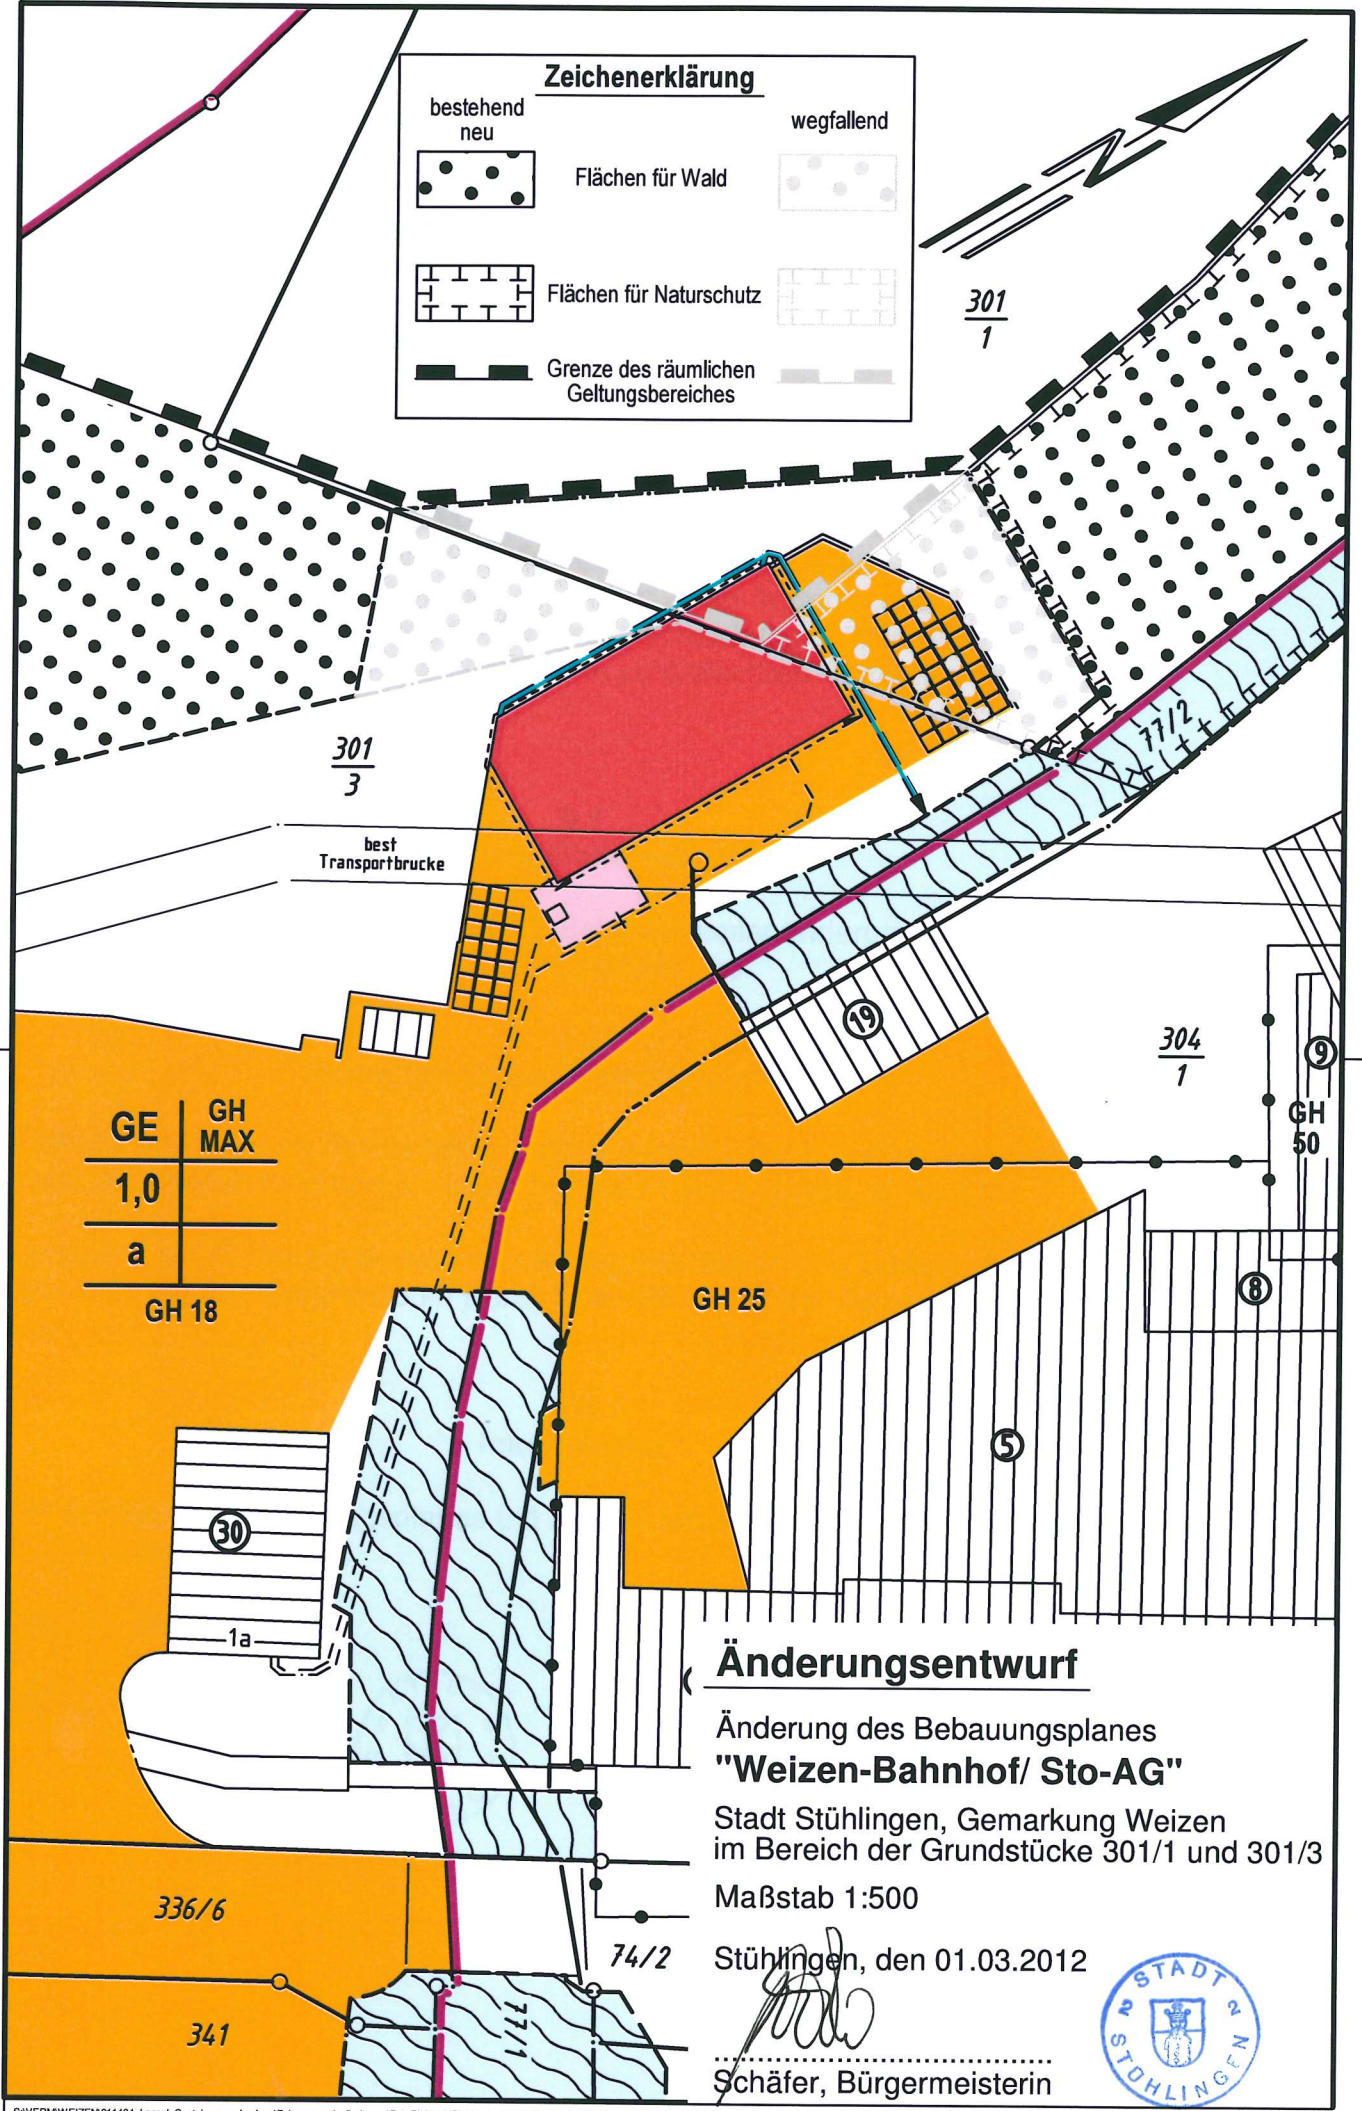 Zeichenerklärung
bestehend
neu
wegfallend
Flächen für Wald
Flächen für Naturschutz
Grenze des räumlichen
Geltungsbereiches
301
1
77/2
301
3
best
Transportbrucke
19
304
1
9
GH
50
GE
GH
MAX
1,0
a
GH 18
GH 25
8
5
30
1a
336/6
341
74/2
77/1
Änderungsentwurf
Änderung des Bebauungsplanes
"Weizen-Bahnhof/ Sto-AG"
Stadt Stühlingen, Gemarkung Weizen
im Bereich der Grundstücke 301/1 und 301/3
Maßstab 1:500
Stühlingen, den 01.03.2012
Schäfer, Bürgermeisterin
STADT
STÜHLINGEN